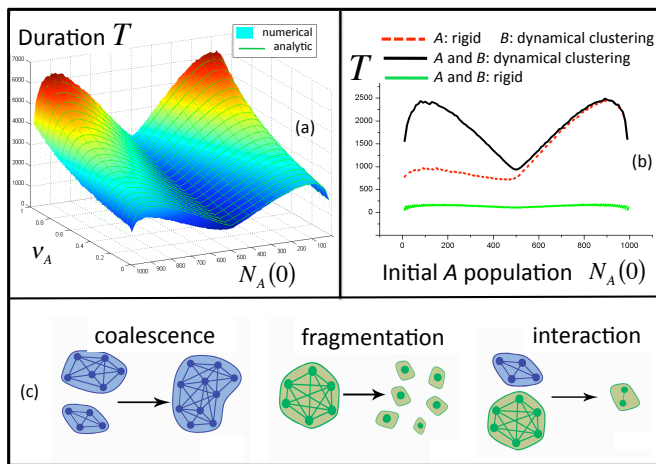 Duration T
numerical
analytic
7000
6000
5000
4000
3000
2000
1000
0
(a)
1
0.8
0.6
0.4
0.2
0
ν_A
1000 900 800 700 600 500 400 300 200 100
N_A(0)
A: rigid B: dynamical clustering
A and B: dynamical clustering
A and B: rigid
T
2500
2000
1500
1000
500
0
(b)
0 200 400 600 800 1000
Initial A population N_A(0)
coalescence
fragmentation
interaction
(c)